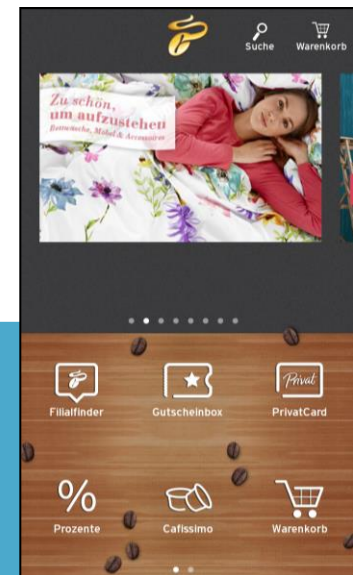 Suche Warenkorb
Zu schön,
um aufzustehen
Bettwäsche, Möbel & Accessoires
Filialfinder Gutscheinbox PrivatCard
Privat
% 
Prozente Cafissimo Warenkorb